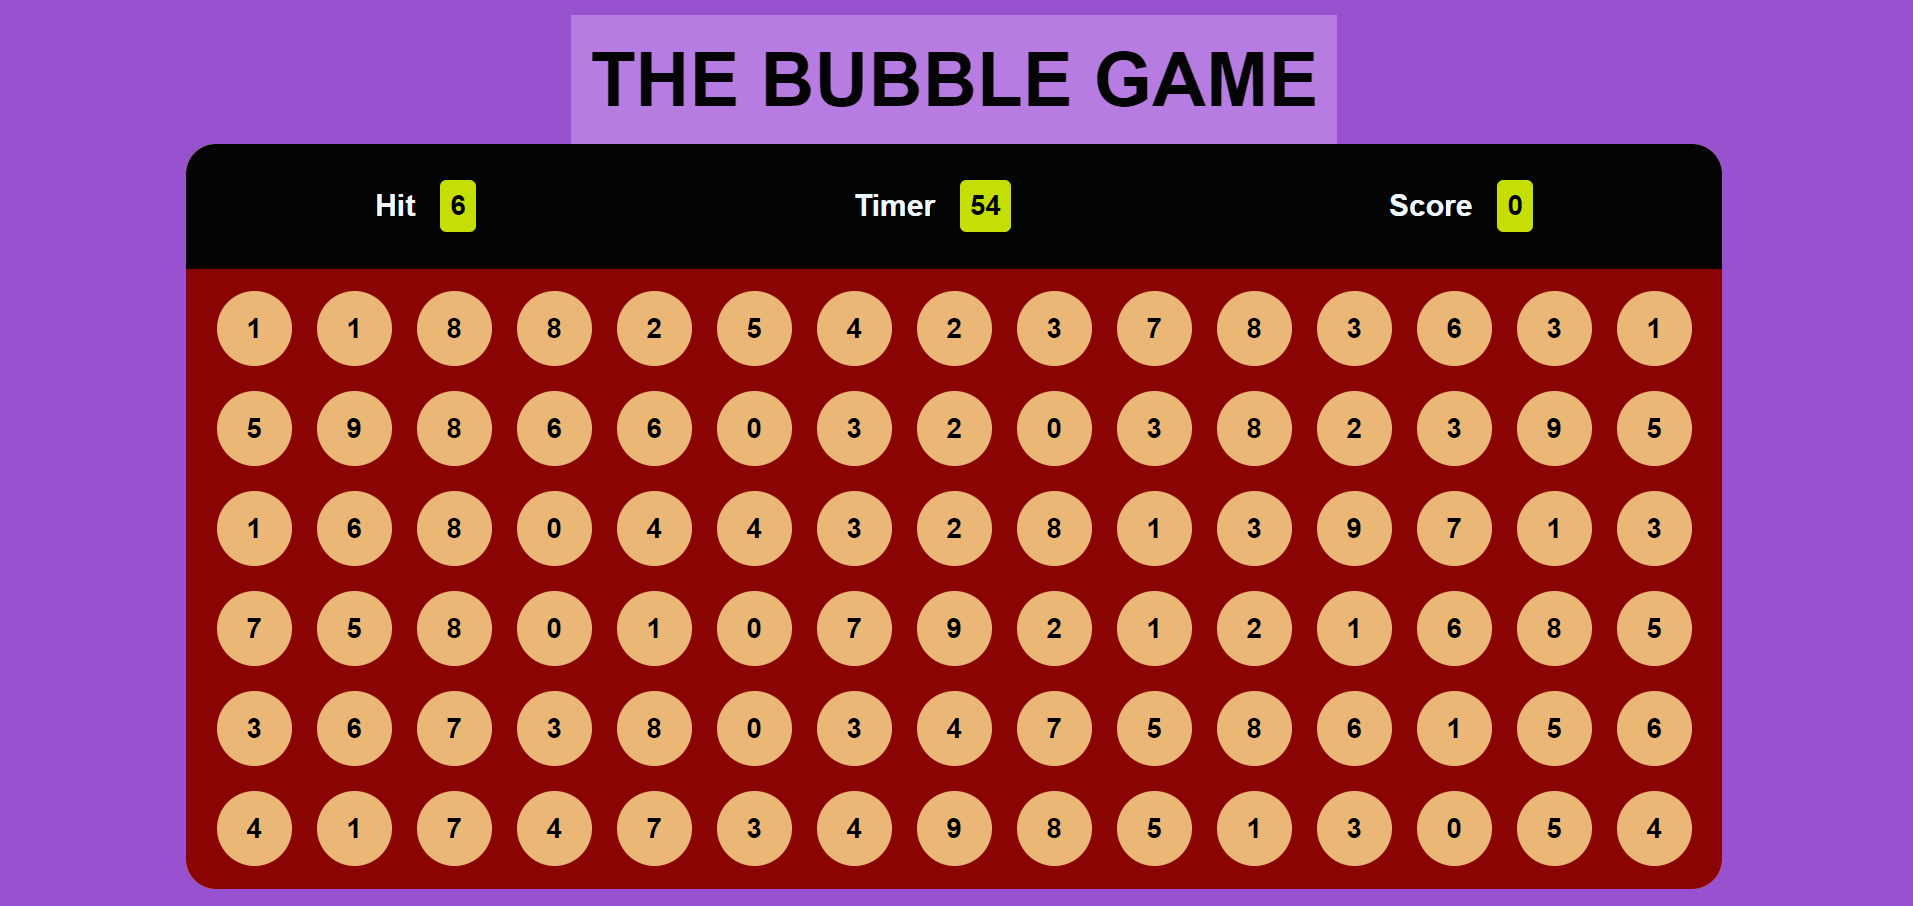 THE BUBBLE GAME
Hit 6 Timer 54 Score 0
1 1 8 8 2 5 4 2 3 7 8 3 6 3 1
5 9 8 6 6 0 3 2 0 3 8 2 3 9 5
1 6 8 0 4 4 3 2 8 1 3 9 7 1 3
7 5 8 0 1 0 7 9 2 1 2 1 6 8 5
3 6 7 3 8 0 3 4 7 5 8 6 1 5 6
4 1 7 4 7 3 4 9 8 5 1 3 0 5 4